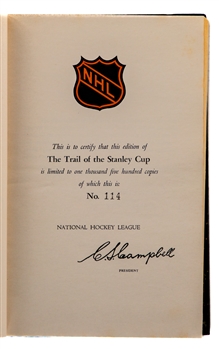 NHL
This is to certify that this edition of
The Trail of the Stanley Cup
is limited to one thousand five hundred copies
of which this is:
No. 114
NATIONAL HOCKEY LEAGUE
C S Campbell
PRESIDENT